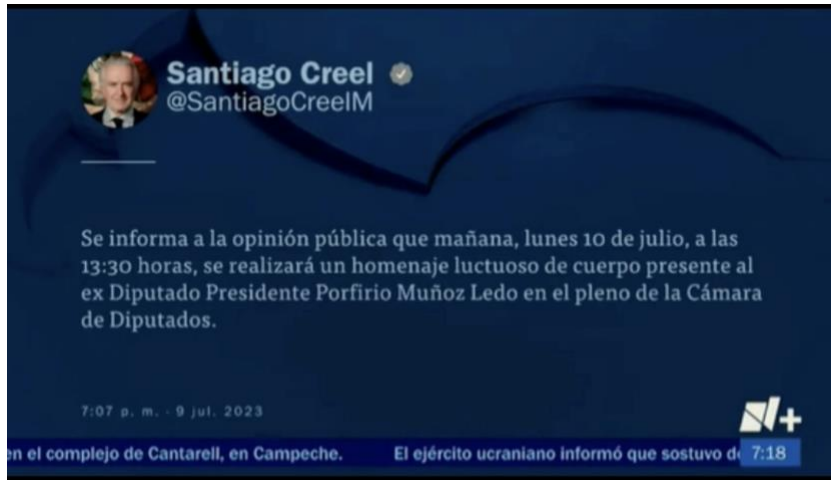 Santiago Creel
@SantiagoCreelM
Se informa a la opinión pública que mañana, lunes 10 de julio, a las
13:30 horas, se realizará un homenaje luctuoso de cuerpo presente al
ex Diputado Presidente Porfirio Muñoz Ledo en el pleno de la Cámara
de Diputados.
7:07 p. m. · 9 jul. 2023
N+
en el complejo de Cantarell, en Campeche. El ejército ucraniano informó que sostuvo d 7:18